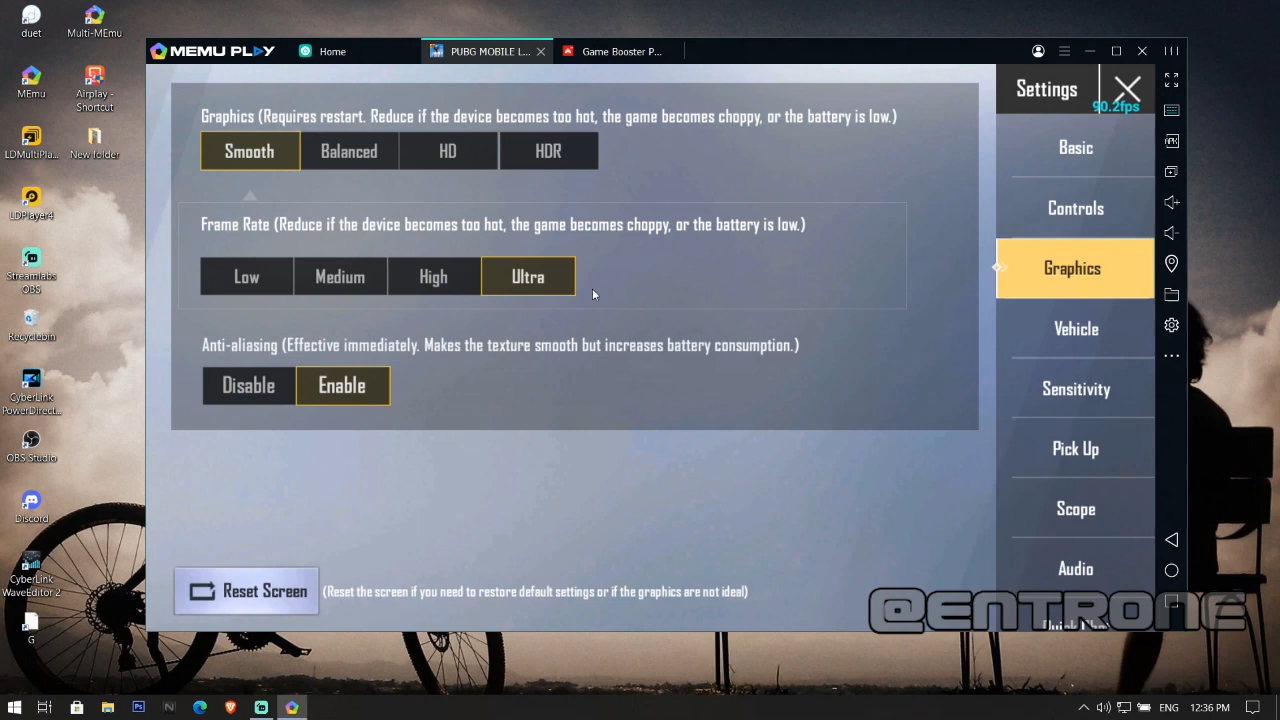 duet
Multi-MEmu
MEmu
Airplay -
Shortcut
LDMultiPla...
New folder
LDPlayer4
Streamlabs
OBS
Recyclebin
CyberLink
PowerDirect...
OBS Studio
Discord
CyberLink
WaveEditor 2
G
MEMU PLAY
Home
PUBG MOBILE L...
Game Booster P...
Graphics (Requires restart. Reduce if the device becomes too hot, the game becomes choppy, or the battery is low.)
Smooth
Balanced
HD
HDR
Frame Rate (Reduce if the device becomes too hot, the game becomes choppy, or the battery is low.)
Low
Medium
High
Ultra
Anti-aliasing (Effective immediately. Makes the texture smooth but increases battery consumption.)
Disable
Enable
Reset Screen
(Reset the screen if you need to restore default settings or if the graphics are not ideal)
Settings
90.2fps
Basic
Controls
Graphics
Vehicle
Sensitivity
Pick Up
Scope
Audio
Quick Chat
@ENTRONE
APK
Ps
N
ENG
12:36 PM